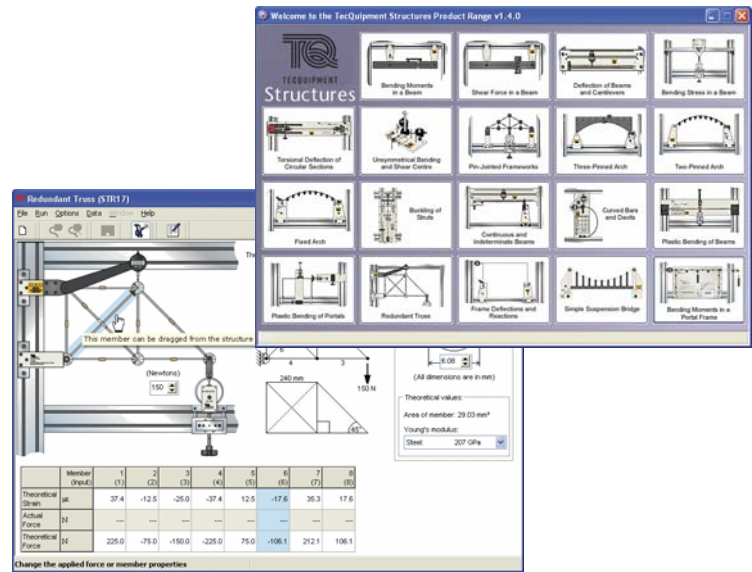 Welcome to the TecQuipment Structures Product Range v1.4.0
TQ
TECQUIPMENT
Structures
Bending Moments
in a Beam
Shear Force in a Beam
Deflection of Beams
and Cantilevers
Bending Stress in a Beam
Torsional Deflection of
Circular Sections
Unsymmetrical Bending
and Shear Centre
Pin-Jointed Frameworks
Three-Pinned Arch
Two-Pinned Arch
Fixed Arch
Buckling of
Struts
Continuous and
Indeterminate Beams
Curved Bars
and Davits
Plastic Bending of Beams
Plastic Bending of Portals
Redundant Truss
Frame Deflections and
Reactions
Simple Suspension Bridge
Bending Moments in a
Portal Frame
Redundant Truss (STR17)
File Run Options Data Window Help
This member can be dragged from the structure
(Newtons)
150
6
4 3
150 N
240 mm
45°
6.08
(All dimensions are in mm)
Theoretical values:
Area of member: 29.03 mm²
Young's modulus:
Steel: 207 GPa
Member 1 2 3 4 5 6 7 8
(Input) (1) (2) (3) (4) (5) (6) (7) (8)
Theoretical
Strain µε 37.4 -12.5 -25.0 -37.4 12.5 -17.6 35.3 17.6
Actual
Force N --- --- --- --- --- --- --- ---
Theoretical
Force N 225.0 -75.0 -150.0 -225.0 75.0 -106.1 212.1 106.1
Change the applied force or member properties